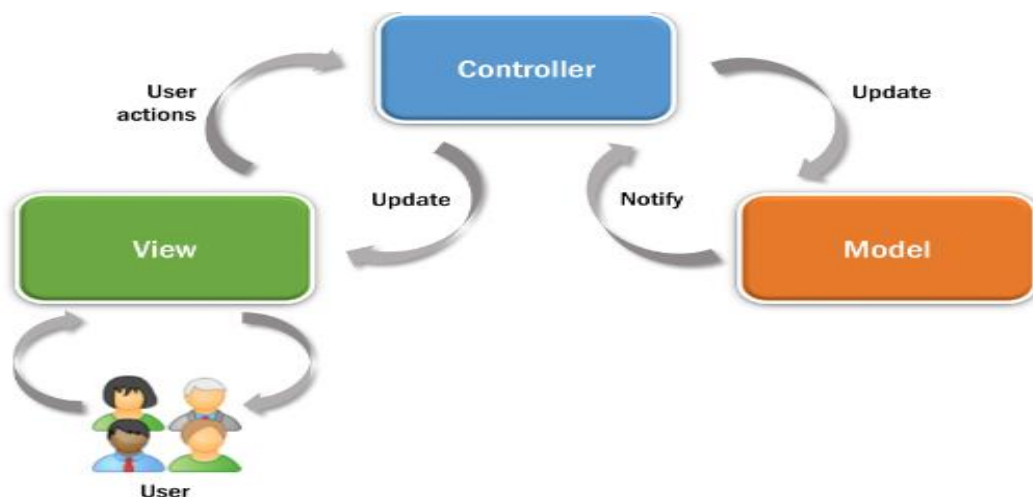 Controller
User
actions
Update
Update
Notify
View
Model
User